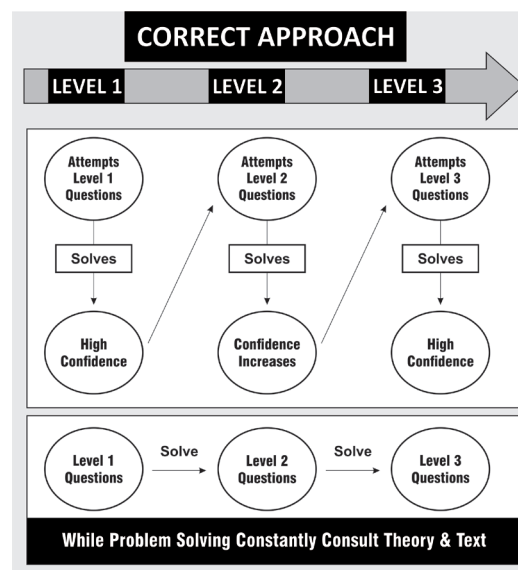 CORRECT APPROACH
LEVEL 1 LEVEL 2 LEVEL 3
Attempts
Level 1
Questions
Attempts
Level 2
Questions
Attempts
Level 3
Questions
Solves
Solves
Solves
High
Confidence
Confidence
Increases
High
Confidence
Level 1
Questions
Solve
Level 2
Questions
Solve
Level 3
Questions
While Problem Solving Constantly Consult Theory & Text